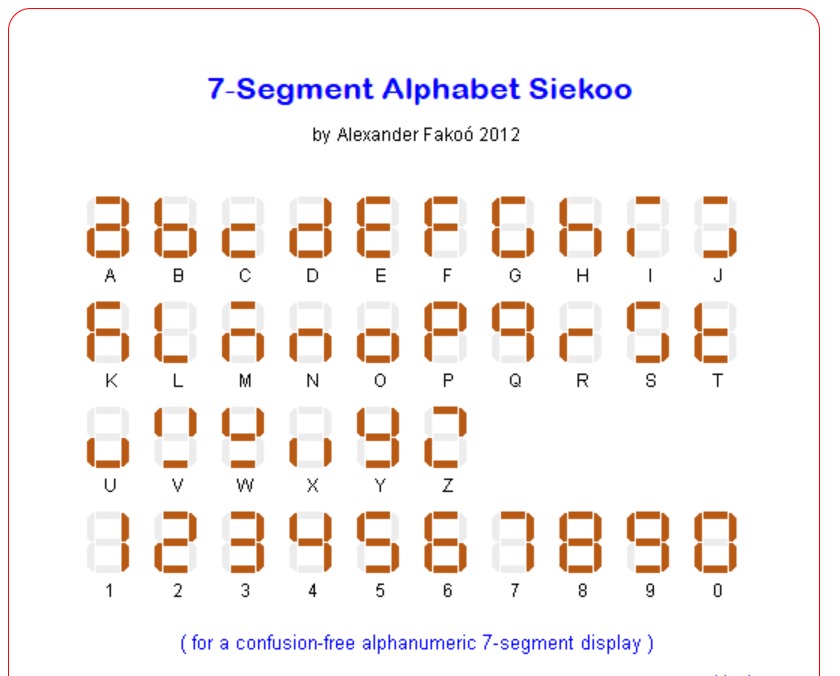 7-Segment Alphabet Siekoo
by Alexander Fakoó 2012
A B C D E F G H I J
K L M N O P Q R S T
U V W X Y Z
1 2 3 4 5 6 7 8 9 0
( for a confusion-free alphanumeric 7-segment display )